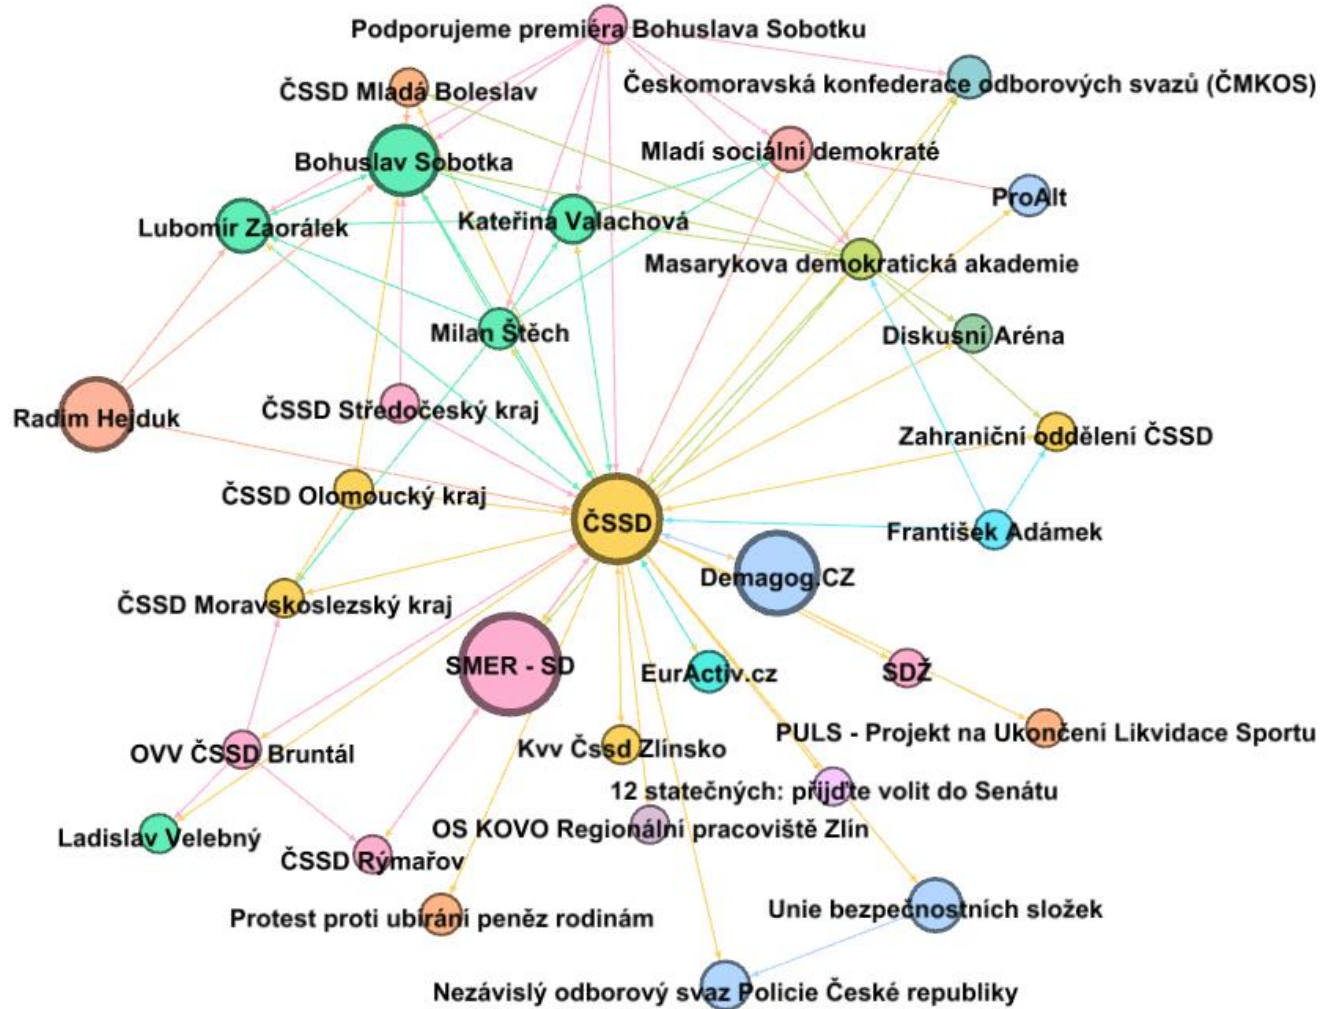 Podporujeme premiéra Bohuslava Sobotku
ČSSD Mladá Boleslav
Českomoravská konfederace odborových svazů (ČMKOS)
Bohuslav Sobotka
Mladí sociální demokraté
ProAlt
Lubomír Zaorálek
Kateřina Valachová
Masarykova demokratická akademie
Milan Štěch
Diskusní Aréna
Radim Hejduk
ČSSD Středočeský kraj
Zahraniční oddělení ČSSD
ČSSD Olomoucký kraj
ČSSD
František Adámek
Demagog.CZ
ČSSD Moravskoslezský kraj
SMER - SD
EurActiv.cz
SDŽ
PULS - Projekt na Ukončení Likvidace Sportu
OVV ČSSD Bruntál
Kvv Čssd Zlínsko
12 statečných: přijďte volit do Senátu
OS KOVO Regionální pracoviště Zlín
Ladislav Velebný
ČSSD Rýmařov
Protest proti ubírání peněz rodinám
Unie bezpečnostních složek
Nezávislý odborový svaz Policie České republiky